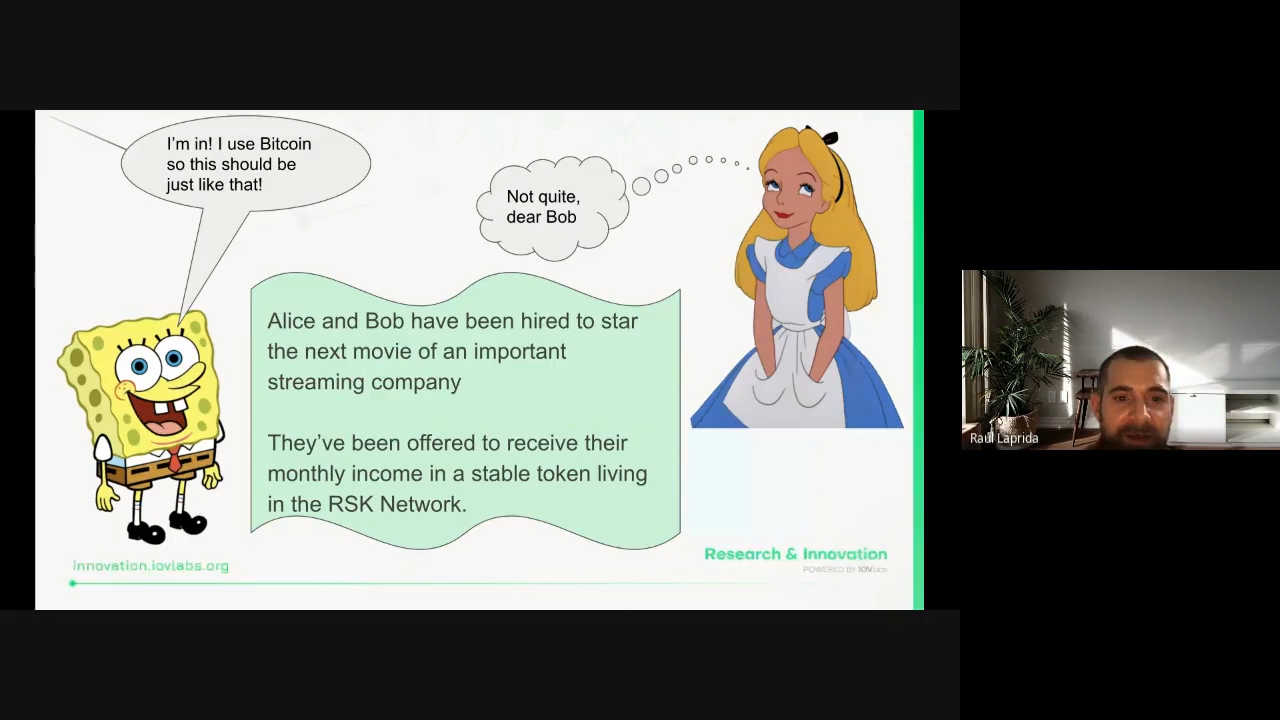 I'm in! I use Bitcoin
so this should be
just like that!
Not quite,
dear Bob
Alice and Bob have been hired to star
the next movie of an important
streaming company
They've been offered to receive their
monthly income in a stable token living
in the RSK Network.
innovation.iovlabs.org
Research & Innovation
POWERED BY IOVlabs
Raúl Laprida